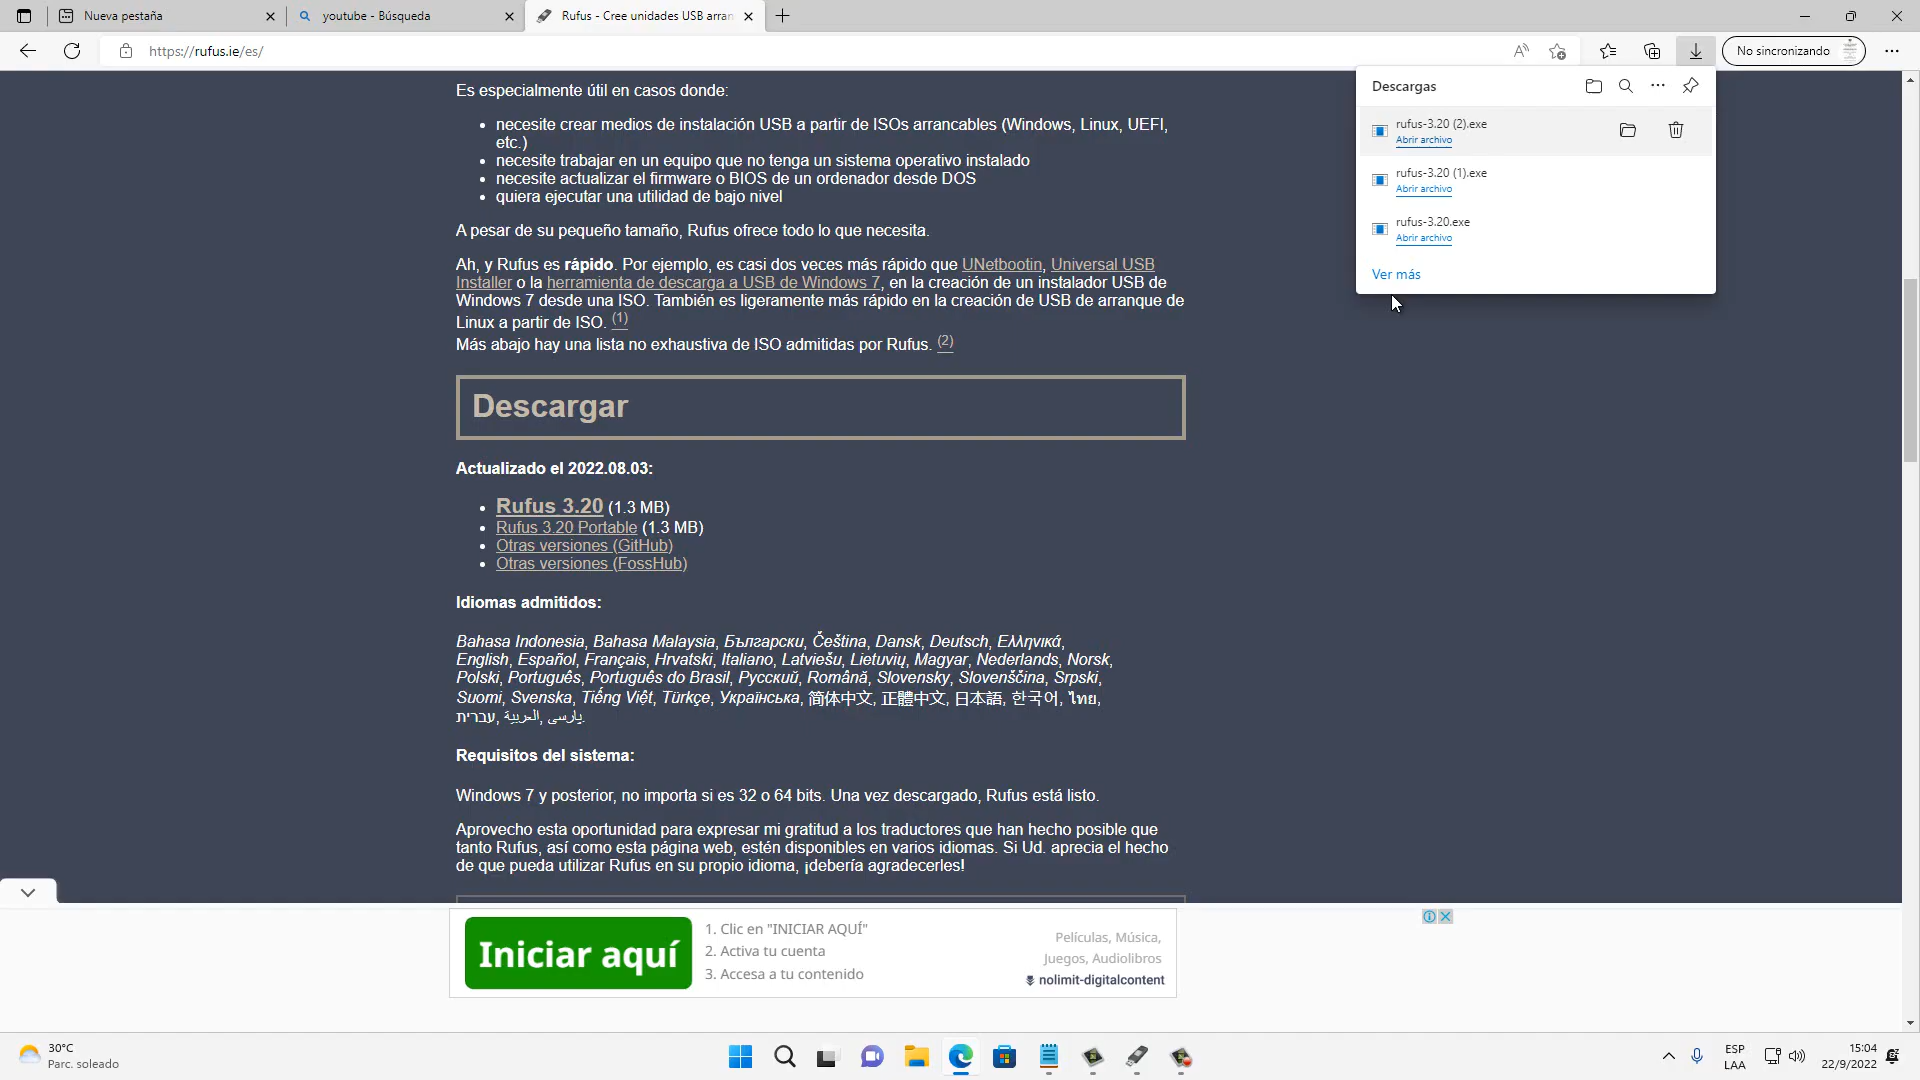 Nueva pestaña
youtube - Búsqueda
Rufus - Cree unidades USB arran
https://rufus.ie/es/
No sincronizando
Descargas
rufus-3.20 (2).exe
Abrir archivo
rufus-3.20 (1).exe
Abrir archivo
rufus-3.20.exe
Abrir archivo
Ver más
Es especialmente útil en casos donde:
• necesite crear medios de instalación USB a partir de ISOs arrancables (Windows, Linux, UEFI,
etc.)
• necesite trabajar en un equipo que no tenga un sistema operativo instalado
• necesite actualizar el firmware o BIOS de un ordenador desde DOS
• quiera ejecutar una utilidad de bajo nivel
A pesar de su pequeño tamaño, Rufus ofrece todo lo que necesita.
Ah, y Rufus es rápido. Por ejemplo, es casi dos veces más rápido que UNetbootin, Universal USB
Installer o la herramienta de descarga a USB de Windows 7, en la creación de un instalador USB de
Windows 7 desde una ISO. También es ligeramente más rápido en la creación de USB de arranque de
Linux a partir de ISO. (1)
Más abajo hay una lista no exhaustiva de ISO admitidas por Rufus. (2)
Descargar
Actualizado el 2022.08.03:
• Rufus 3.20 (1.3 MB)
• Rufus 3.20 Portable (1.3 MB)
• Otras versiones (GitHub)
• Otras versiones (FossHub)
Idiomas admitidos:
Bahasa Indonesia, Bahasa Malaysia, Български, Čeština, Dansk, Deutsch, Ελληνικά,
English, Español, Français, Hrvatski, Italiano, Latviešu, Lietuvių, Magyar, Nederlands, Norsk,
Polski, Português, Português do Brasil, Русский, Română, Slovensky, Slovenščina, Srpski,
Suomi, Svenska, Tiếng Việt, Türkçe, Українська, 简体中文, 正體中文, 日本語, 한국어, ไทย,
עברית, العربية, پارسی.
Requisitos del sistema:
Windows 7 y posterior, no importa si es 32 o 64 bits. Una vez descargado, Rufus está listo.
Aprovecho esta oportunidad para expresar mi gratitud a los traductores que han hecho posible que
tanto Rufus, así como esta página web, estén disponibles en varios idiomas. Si Ud. aprecia el hecho
de que pueda utilizar Rufus en su propio idioma, ¡debería agradecerles!
Iniciar aquí
1. Clic en "INICIAR AQUÍ"
2. Activa tu cuenta
3. Accesa a tu contenido
Películas, Música,
Juegos, Audiolibros
nolimit-digitalcontent
30°C
Parc. soleado
ESP
LAA
15:04
22/9/2022